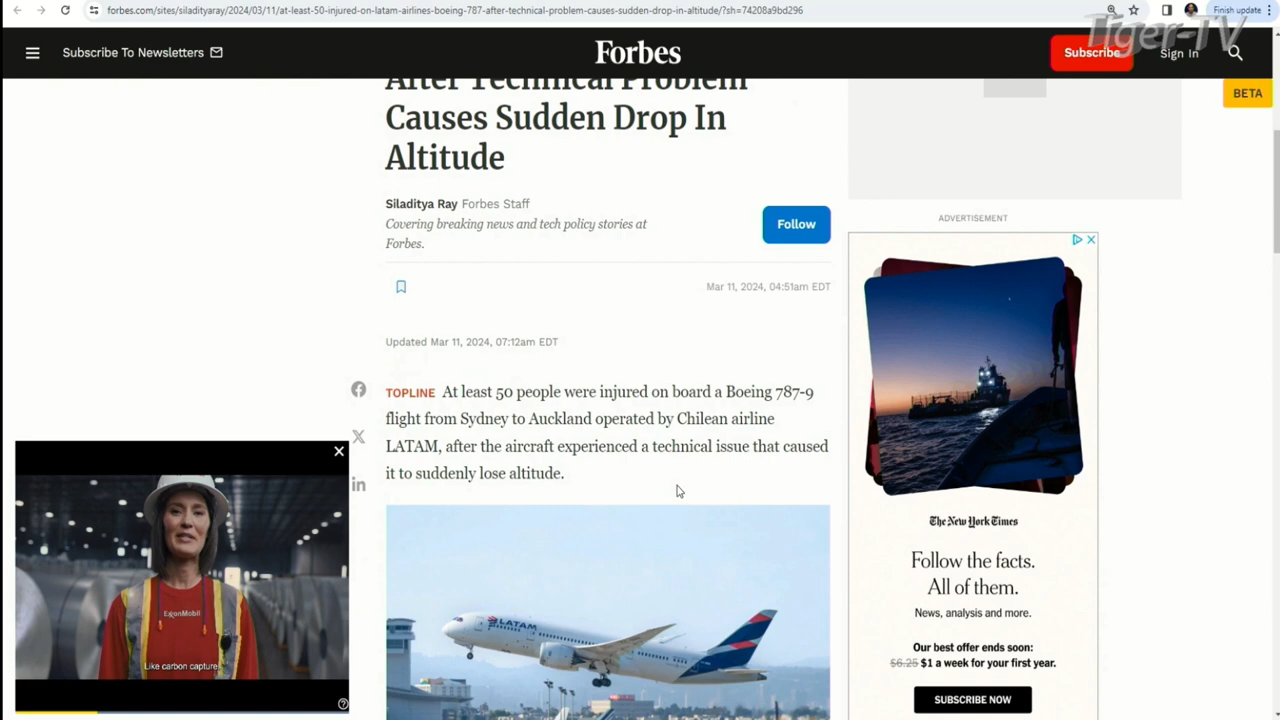 forbes.com/sites/siladityaray/2024/03/11/at-least-50-injured-on-latam-airlines-boeing-787-after-technical-problem-causes-sudden-drop-in-altitude/?sh=74208a9bd296
Finish update
Tiger-TV
Subscribe To Newsletters
Forbes
Subscribe
Sign In
BETA
After Technical Problem
Causes Sudden Drop In
Altitude
Siladitya Ray Forbes Staff
Covering breaking news and tech policy stories at
Forbes.
Follow
Mar 11, 2024, 04:51am EDT
Updated Mar 11, 2024, 07:12am EDT
TOPLINE At least 50 people were injured on board a Boeing 787-9
flight from Sydney to Auckland operated by Chilean airline
LATAM, after the aircraft experienced a technical issue that caused
it to suddenly lose altitude.
LATAM
ExxonMobil
Like carbon capture
ADVERTISEMENT
The New York Times
Follow the facts.
All of them.
News, analysis and more.
Our best offer ends soon:
$6.25 $1 a week for your first year.
SUBSCRIBE NOW